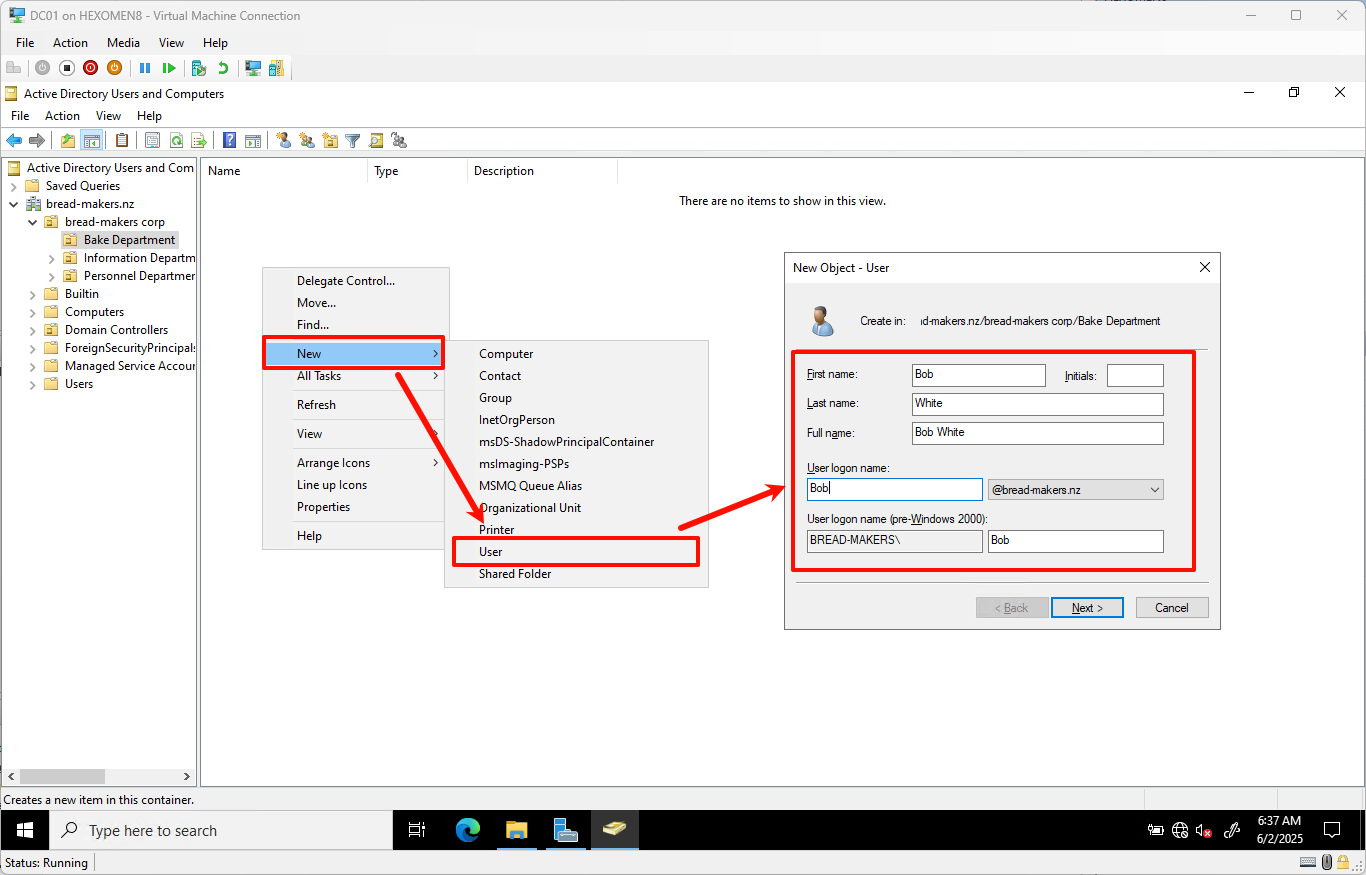 DC01 on HEXOMEN8 - Virtual Machine Connection
File Action Media View Help
Active Directory Users and Computers
File Action View Help
Active Directory Users and Com
Saved Queries
bread-makers.nz
bread-makers corp
Bake Department
Information Departm
Personnel Departmer
Builtin
Computers
Domain Controllers
ForeignSecurityPrincipals
Managed Service Accour
Users
Name Type Description
There are no items to show in this view.
Delegate Control...
Move...
Find...
New
All Tasks
Refresh
View
Arrange Icons
Line up Icons
Properties
Help
Computer
Contact
Group
InetOrgPerson
msDS-ShadowPrincipalContainer
msImaging-PSPs
MSMQ Queue Alias
Organizational Unit
Printer
User
Shared Folder
New Object - User
Create in: ad-makers.nz/bread-makers corp/Bake Department
First name: Bob Initials:
Last name: White
Full name: Bob White
User logon name:
Bob @bread-makers.nz
User logon name (pre-Windows 2000):
BREAD-MAKERS\ Bob
< Back Next > Cancel
Creates a new item in this container.
Type here to search
6:37 AM
6/2/2025
Status: Running